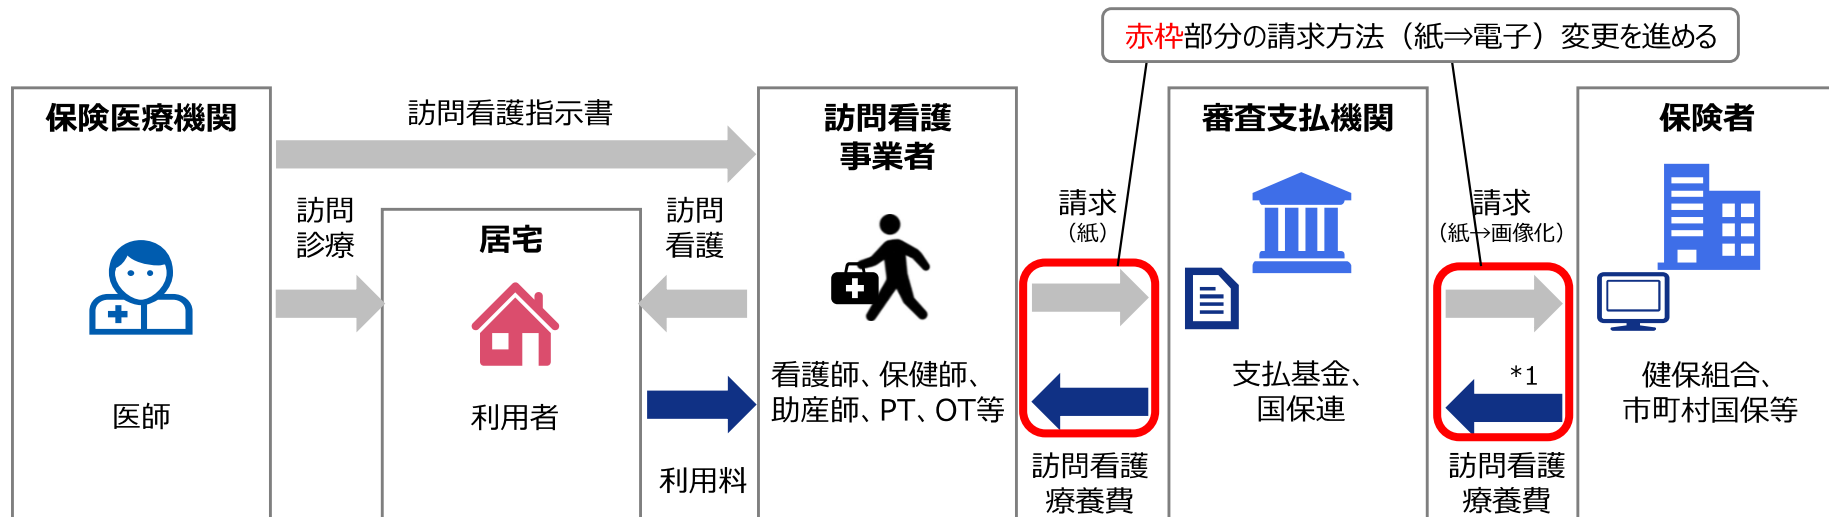 赤枠部分の請求方法（紙⇒電子）変更を進める
保険医療機関
訪問看護指示書
訪問看護
事業者
審査支払機関
保険者
訪問
診療
居宅
訪問
看護
請求
（紙）
請求
（紙→画像化）
医師
利用者
看護師、保健師、
助産師、PT、OT等
支払基金、
国保連
*1
健保組合、
市町村国保等
利用料
訪問看護
療養費
訪問看護
療養費